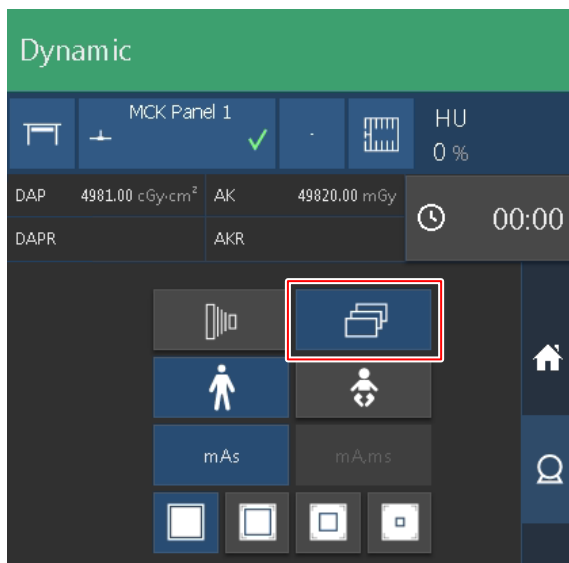 Dynamic
MCK Panel 1
HU
0 %
DAP 4981.00 cGy·cm² AK 49820.00 mGy
00:00
DAPR AKR
mAs mA,ms